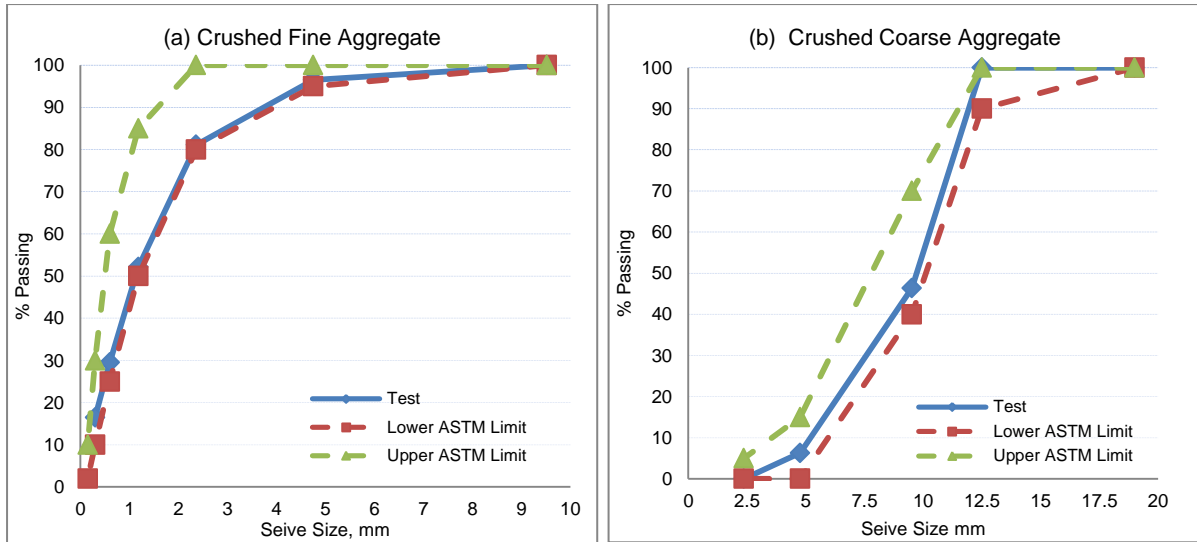 (a) Crushed Fine Aggregate
100
90
80
70
60
50
40
30
20
10
0
% Passing
0 1 2 3 4 5 6 7 8 9 10
Seive Size, mm
Test
Lower ASTM Limit
Upper ASTM Limit
(b) Crushed Coarse Aggregate
100
90
80
70
60
50
40
30
20
10
0
% Passing
0 2.5 5 7.5 10 12.5 15 17.5 20
Seive Size mm
Test
Lower ASTM Limit
Upper ASTM Limit